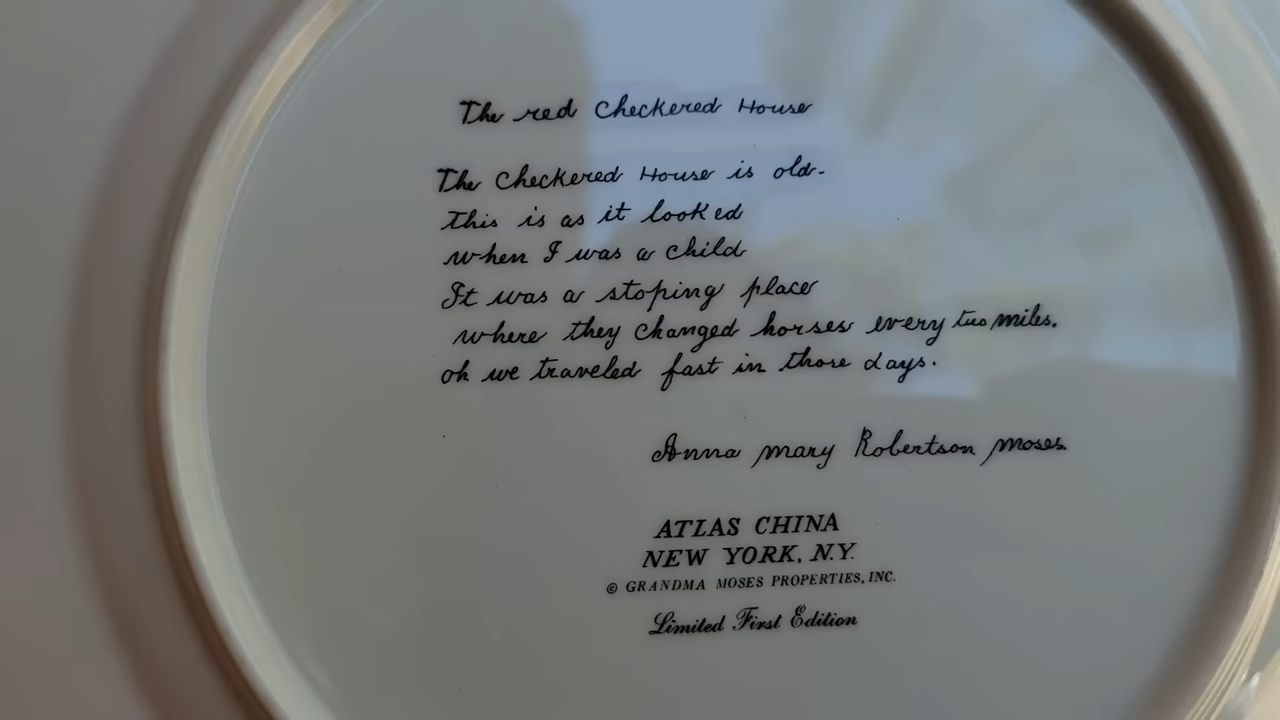 The red Checkered House
The Checkered House is old.
This is as it looked
when I was a child
It was a stoping place
where they changed horses every two miles.
oh we traveled fast in those days.
Anna mary Robertson moses
ATLAS CHINA
NEW YORK, N.Y.
© GRANDMA MOSES PROPERTIES, INC.
Limited First Edition